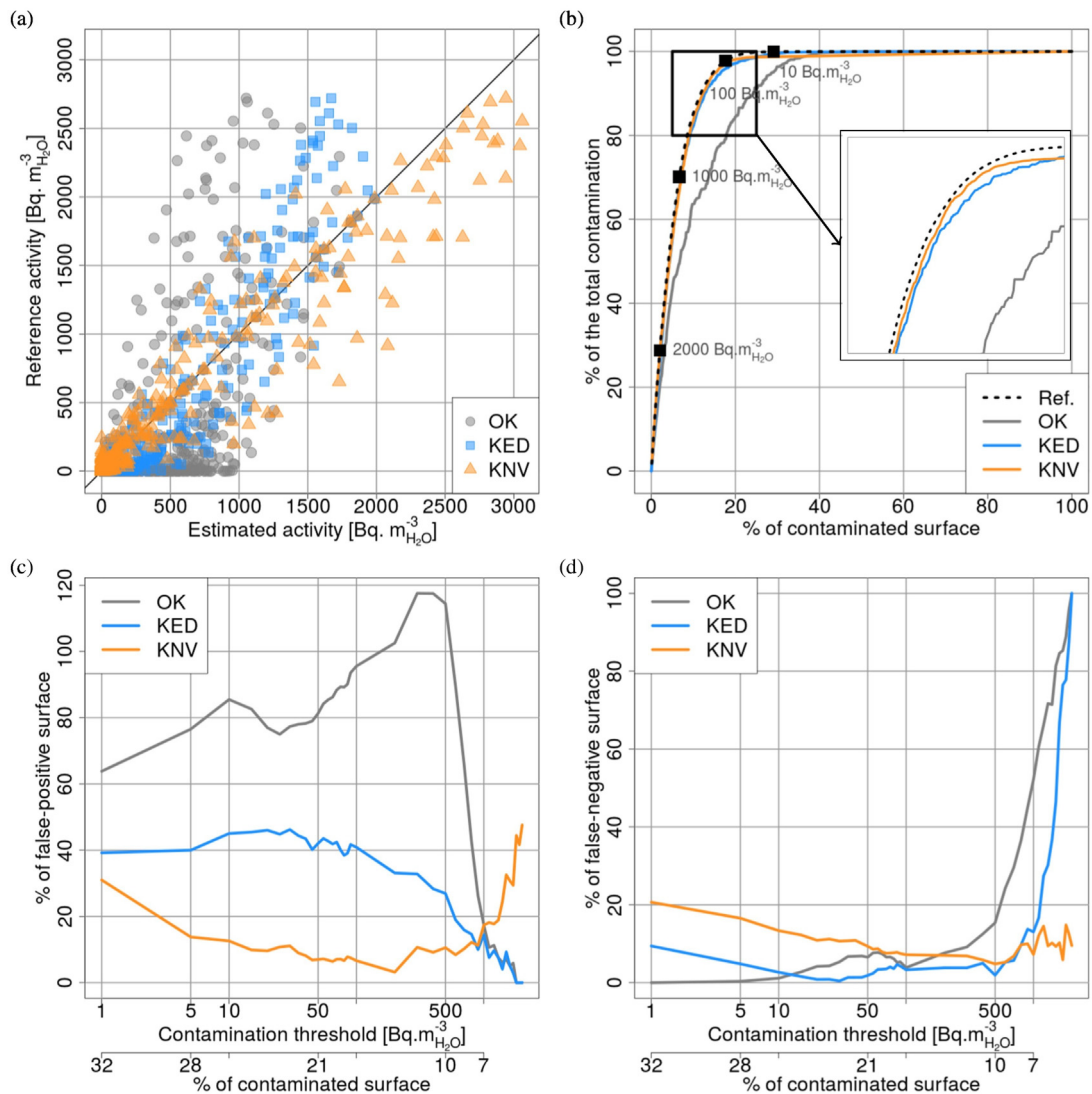 (a)
3000
2500
2000
1500
1000
500
0
Reference activity [Bq. m⁻³H₂O]
OK
KED
KNV
0 500 1000 1500 2000 2500 3000
Estimated activity [Bq. m⁻³H₂O]
(b)
100
80
60
40
20
0
% of the total contamination
10 Bq.m⁻³H₂O
100 Bq.m⁻³H₂O
1000 Bq.m⁻³H₂O
2000 Bq.m⁻³H₂O
Ref.
OK
KED
KNV
0 20 40 60 80 100
% of contaminated surface
(c)
120
100
80
60
40
20
0
% of false-positive surface
OK
KED
KNV
1 5 10 50 500
Contamination threshold [Bq.m⁻³H₂O]
32 28 21 10 7
% of contaminated surface
(d)
100
80
60
40
20
0
% of false-negative surface
OK
KED
KNV
1 5 10 50 500
Contamination threshold [Bq.m⁻³H₂O]
32 28 21 10 7
% of contaminated surface